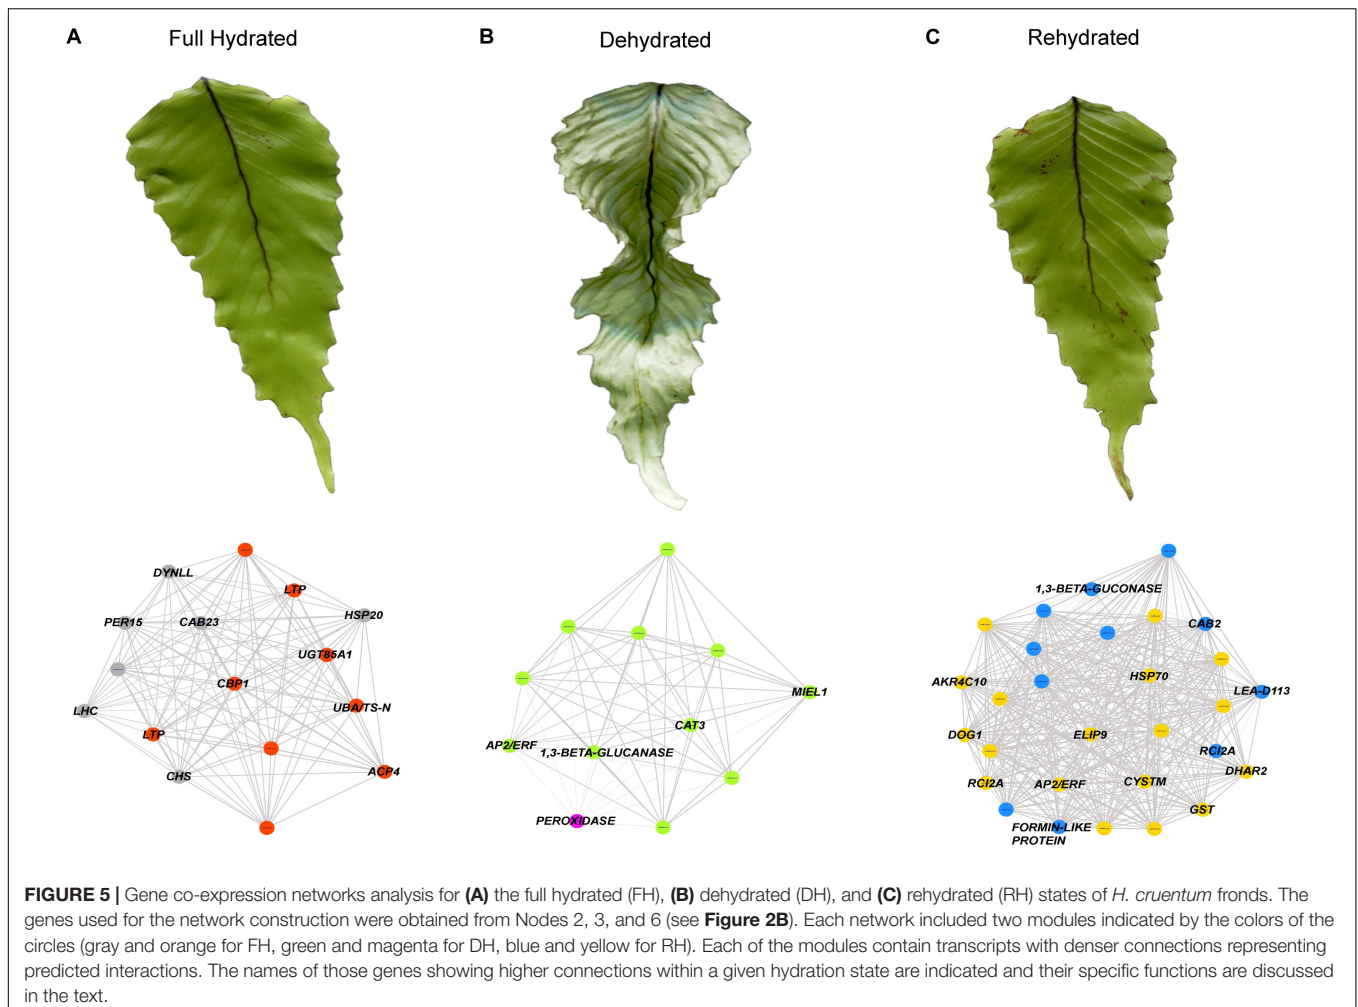 A
Full Hydrated
B
Dehydrated
C
Rehydrated
DYNLL
LTP
PER15
CAB23
HSP20
UGT85A1
CBP1
LHC
UBA/TS-N
LTP
CHS
ACP4
MIEL1
CAT3
AP2/ERF
1,3-BETA-GLUCANASE
PEROXIDASE
1,3-BETA-GUCONASE
CAB2
AKR4C10
HSP70
LEA-D113
DOG1
ELIP9
RCI2A
RCI2A
AP2/ERF
CYSTM
DHAR2
GST
FORMIN-LIKE
PROTEIN
FIGURE 5 | Gene co-expression networks analysis for (A) the full hydrated (FH), (B) dehydrated (DH), and (C) rehydrated (RH) states of H. cruentum fronds. The
genes used for the network construction were obtained from Nodes 2, 3, and 6 (see Figure 2B). Each network included two modules indicated by the colors of the
circles (gray and orange for FH, green and magenta for DH, blue and yellow for RH). Each of the modules contain transcripts with denser connections representing
predicted interactions. The names of those genes showing higher connections within a given hydration state are indicated and their specific functions are discussed
in the text.